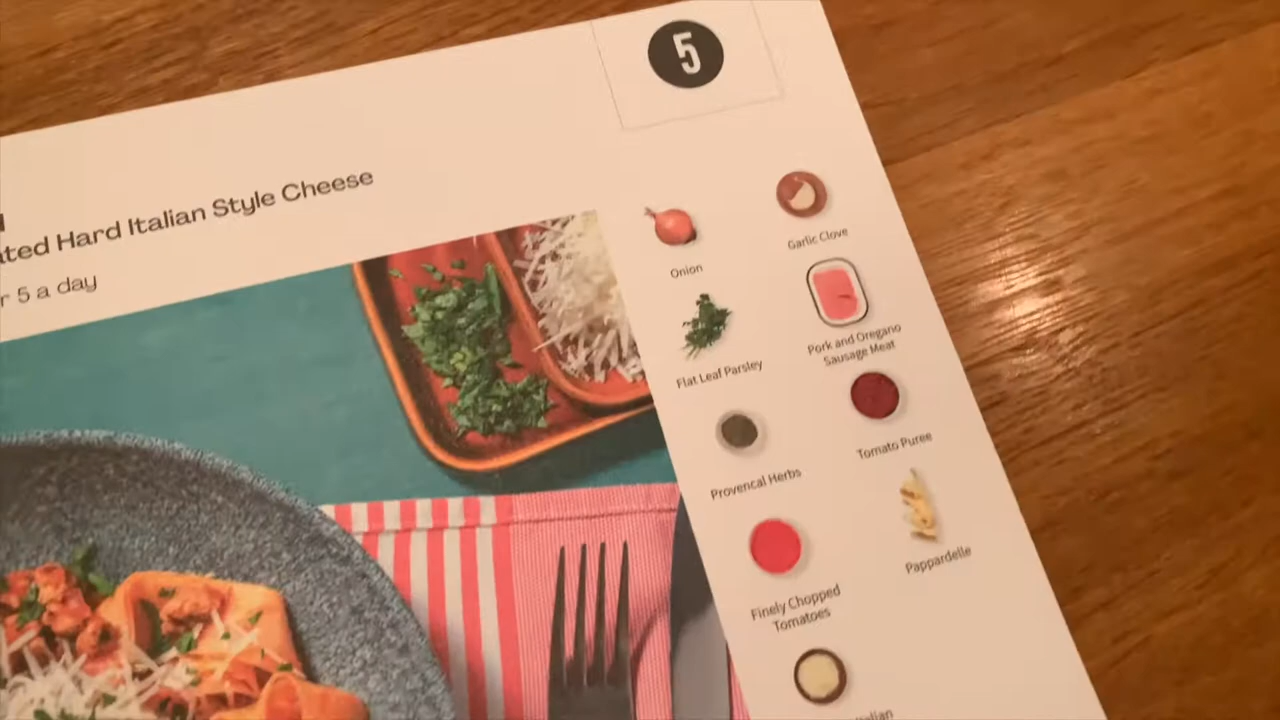 5
ated Hard Italian Style Cheese
r 5 a day
Onion
Garlic Clove
Flat Leaf Parsley
Pork and Oregano
Sausage Meat
Provencal Herbs
Tomato Puree
Finely Chopped
Tomatoes
Pappardelle
Italian